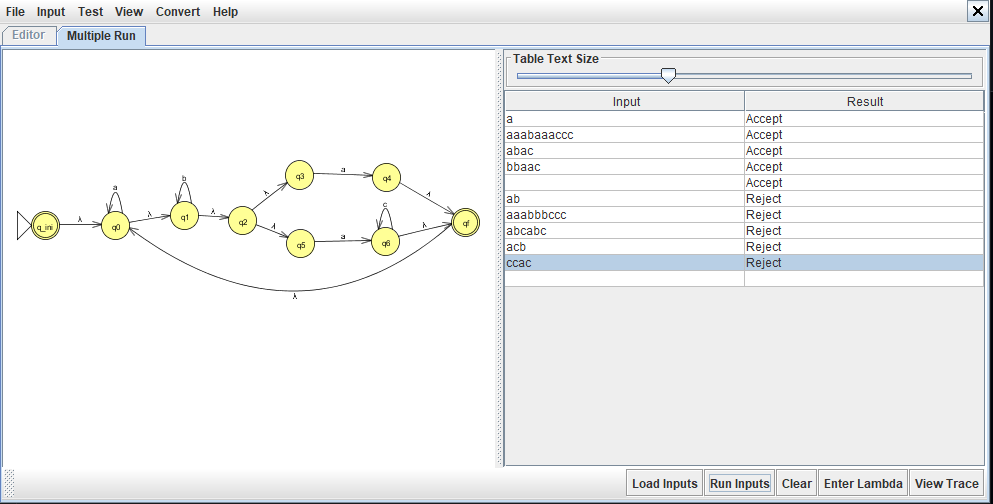 File Input Test View Convert Help
Editor Multiple Run
Table Text Size
Input Result
a Accept
aaabaaaccc Accept
abac Accept
bbaac Accept
Accept
ab Reject
aaabbbccc Reject
abcabc Reject
acb Reject
ccac Reject
q_ini λ a q0 λ b q1 λ q2
λ q3 a q4 λ
λ q5 a c q6 λ qf
λ
Load Inputs Run Inputs Clear Enter Lambda View Trace